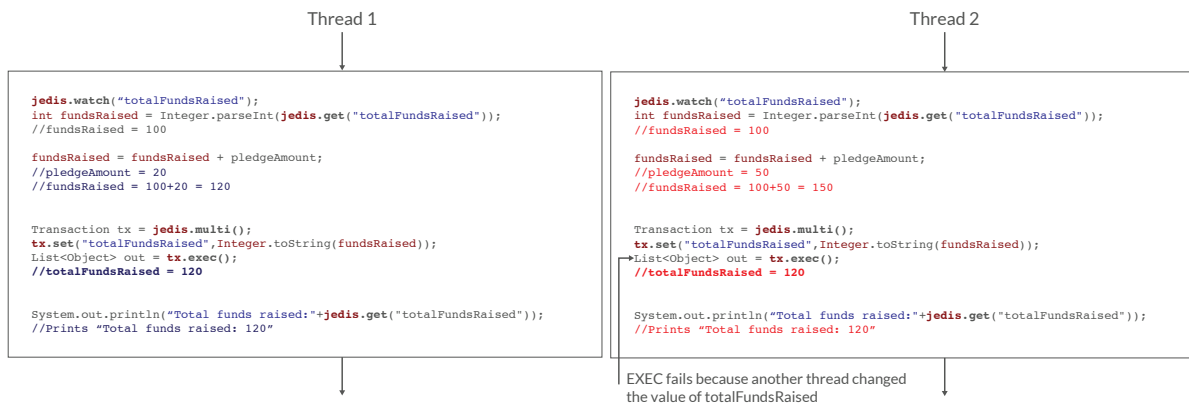 Thread 1
jedis.watch(“totalFundsRaised");
int fundsRaised = Integer.parseInt(jedis.get("totalFundsRaised"));
//fundsRaised = 100
fundsRaised = fundsRaised + pledgeAmount;
//pledgeAmount = 20
//fundsRaised = 100+20 = 120
Transaction tx = jedis.multi();
tx.set("totalFundsRaised",Integer.toString(fundsRaised));
List<Object> out = tx.exec();
//totalFundsRaised = 120
System.out.println(“Total funds raised:"+jedis.get("totalFundsRaised"));
//Prints “Total funds raised: 120”
Thread 2
jedis.watch("totalFundsRaised");
int fundsRaised = Integer.parseInt(jedis.get("totalFundsRaised"));
//fundsRaised = 100
fundsRaised = fundsRaised + pledgeAmount;
//pledgeAmount = 50
//fundsRaised = 100+50 = 150
Transaction tx = jedis.multi();
tx.set("totalFundsRaised",Integer.toString(fundsRaised));
List<Object> out = tx.exec();
//totalFundsRaised = 120
System.out.println(“Total funds raised:"+jedis.get("totalFundsRaised"));
//Prints “Total funds raised: 120”
EXEC fails because another thread changed
the value of totalFundsRaised